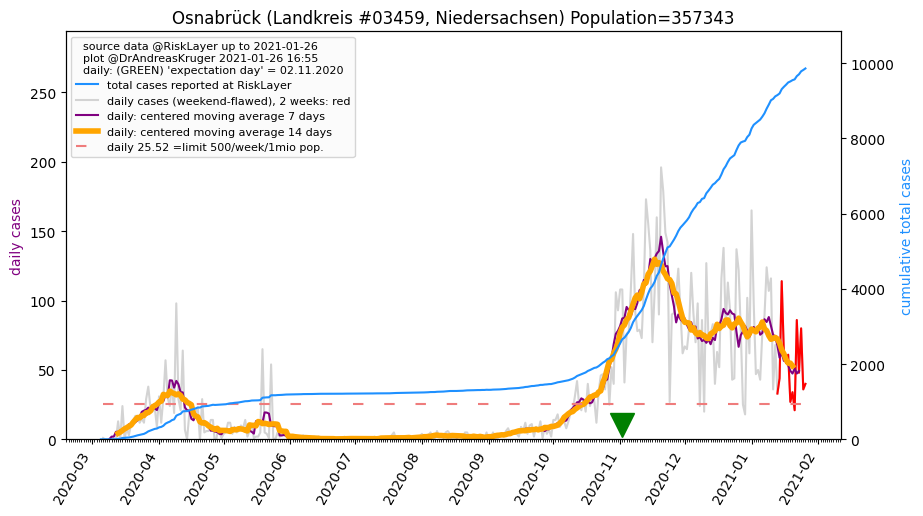 Osnabrück (Landkreis #03459, Niedersachsen) Population=357343
source data @RiskLayer up to 2021-01-26
plot @DrAndreasKruger 2021-01-26 16:55
daily: (GREEN) 'expectation day' = 02.11.2020
total cases reported at RiskLayer
daily cases (weekend-flawed), 2 weeks: red
daily: centered moving average 7 days
daily: centered moving average 14 days
daily 25.52 =limit 500/week/1mio pop.
daily cases
250
200
150
100
50
0
cumulative total cases
10000
8000
6000
4000
2000
0
2020-03
2020-04
2020-05
2020-06
2020-07
2020-08
2020-09
2020-10
2020-11
2020-12
2021-01
2021-02